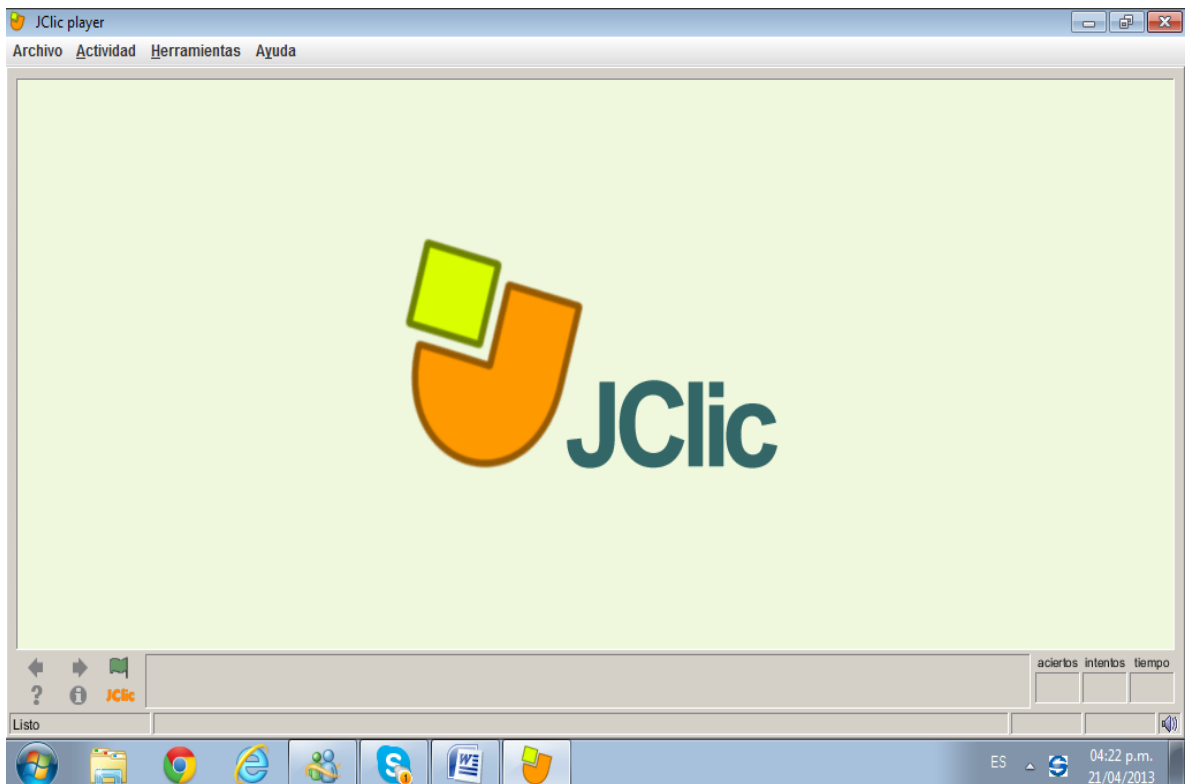 JClic player
Archivo Actividad Herramientas Ayuda
JClic
aciertos intentos tiempo
JClic
Listo
ES 04:22 p.m.
21/04/2013